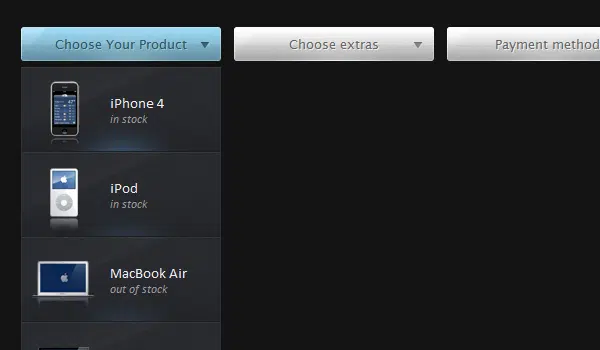 Choose Your Product
Choose extras
Payment method
iPhone 4
in stock
iPod
in stock
MacBook Air
out of stock